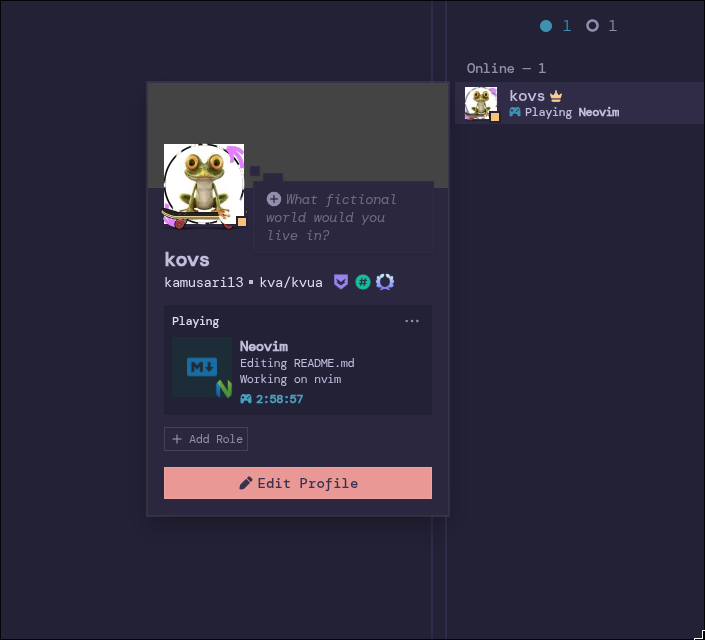 1 1
Online — 1
kovs
Playing Neovim
What fictional
world would you
live in?
kovs
kamusari13 ▪ kva/kvua #
Playing ...
M↓ N
Neovim
Editing README.md
Working on nvim
2:58:57
+ Add Role
Edit Profile